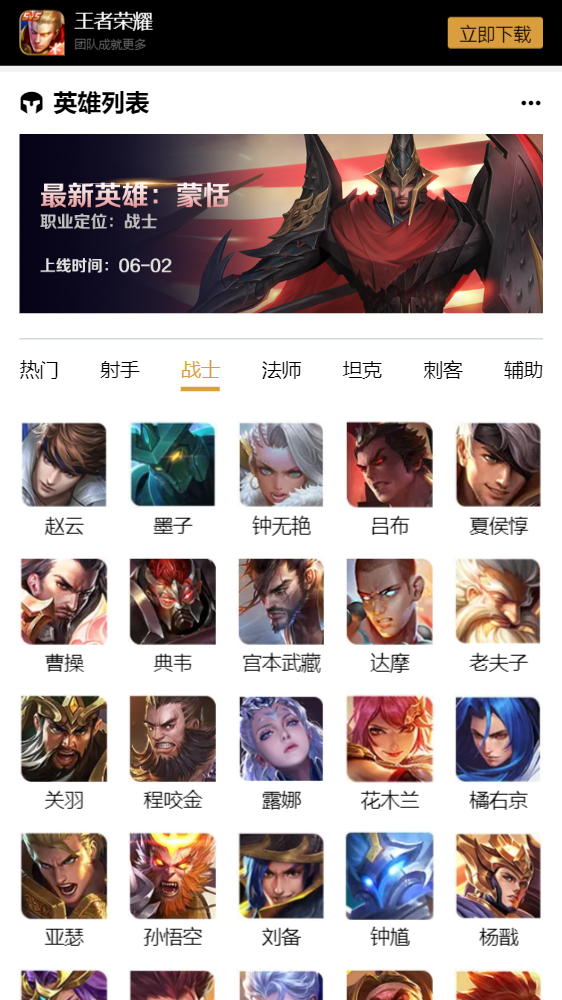 王者荣耀
团队成就更多
立即下载
英雄列表
最新英雄：蒙恬
职业定位：战士
上线时间：06-02
热门 射手 战士 法师 坦克 刺客 辅助
赵云 墨子 钟无艳 吕布 夏侯惇
曹操 典韦 宫本武藏 达摩 老夫子
关羽 程咬金 露娜 花木兰 橘右京
亚瑟 孙悟空 刘备 钟馗 杨戬